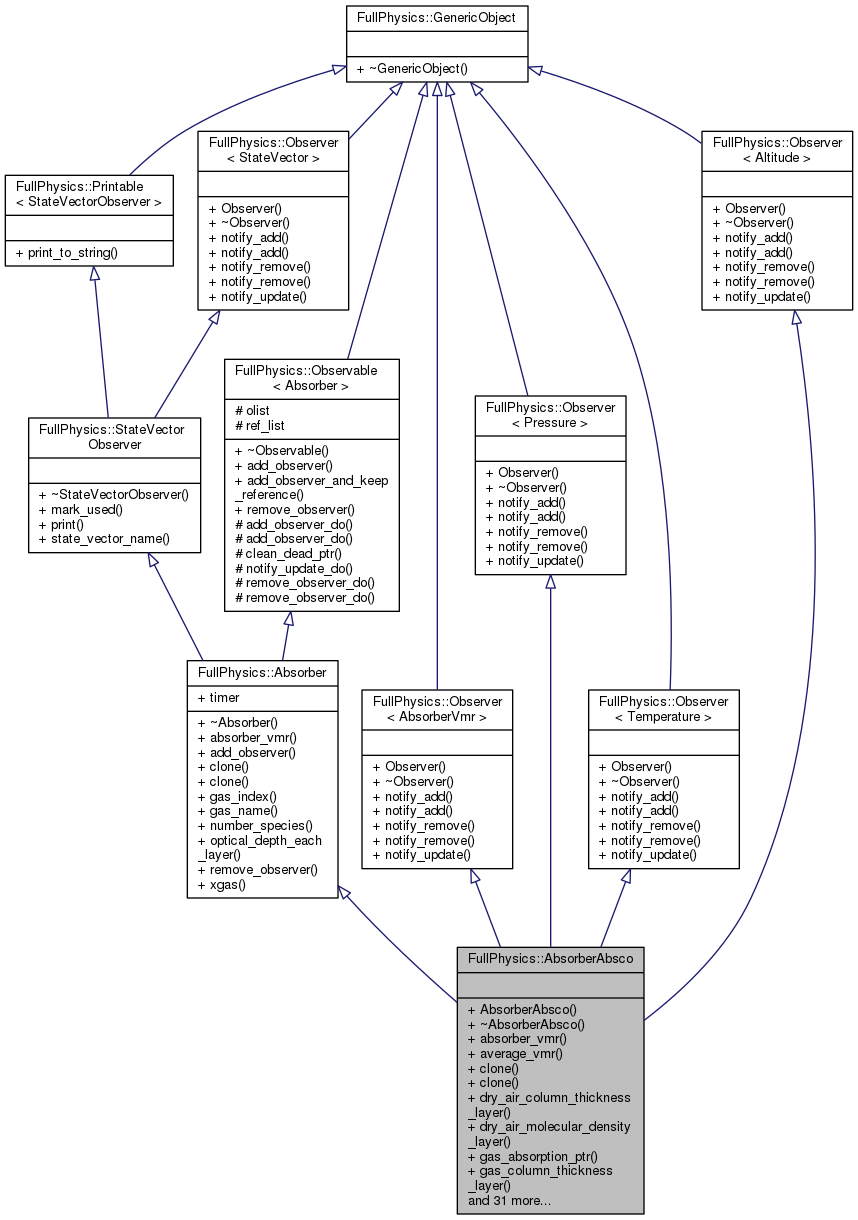 FullPhysics::GenericObject
+ ~GenericObject()
FullPhysics::Printable
< StateVectorObserver >
+ print_to_string()
FullPhysics::Observer
< StateVector >
+ Observer()
+ ~Observer()
+ notify_add()
+ notify_add()
+ notify_remove()
+ notify_remove()
+ notify_update()
FullPhysics::Observer
< Altitude >
+ Observer()
+ ~Observer()
+ notify_add()
+ notify_add()
+ notify_remove()
+ notify_remove()
+ notify_update()
FullPhysics::StateVector
Observer
+ ~StateVectorObserver()
+ mark_used()
+ print()
+ state_vector_name()
FullPhysics::Observable
< Absorber >
# olist
# ref_list
+ ~Observable()
+ add_observer()
+ add_observer_and_keep
_reference()
+ remove_observer()
# add_observer_do()
# add_observer_do()
# clean_dead_ptr()
# notify_update_do()
# remove_observer_do()
# remove_observer_do()
FullPhysics::Observer
< Pressure >
+ Observer()
+ ~Observer()
+ notify_add()
+ notify_add()
+ notify_remove()
+ notify_remove()
+ notify_update()
FullPhysics::Absorber
+ timer
+ ~Absorber()
+ absorber_vmr()
+ add_observer()
+ clone()
+ clone()
+ gas_index()
+ gas_name()
+ number_species()
+ optical_depth_each
_layer()
+ remove_observer()
+ xgas()
FullPhysics::Observer
< AbsorberVmr >
+ Observer()
+ ~Observer()
+ notify_add()
+ notify_add()
+ notify_remove()
+ notify_remove()
+ notify_update()
FullPhysics::Observer
< Temperature >
+ Observer()
+ ~Observer()
+ notify_add()
+ notify_add()
+ notify_remove()
+ notify_remove()
+ notify_update()
FullPhysics::AbsorberAbsco
+ AbsorberAbsco()
+ ~AbsorberAbsco()
+ absorber_vmr()
+ average_vmr()
+ clone()
+ clone()
+ dry_air_column_thickness
_layer()
+ dry_air_molecular_density
_layer()
+ gas_absorption_ptr()
+ gas_column_thickness
_layer()
and 31 more...